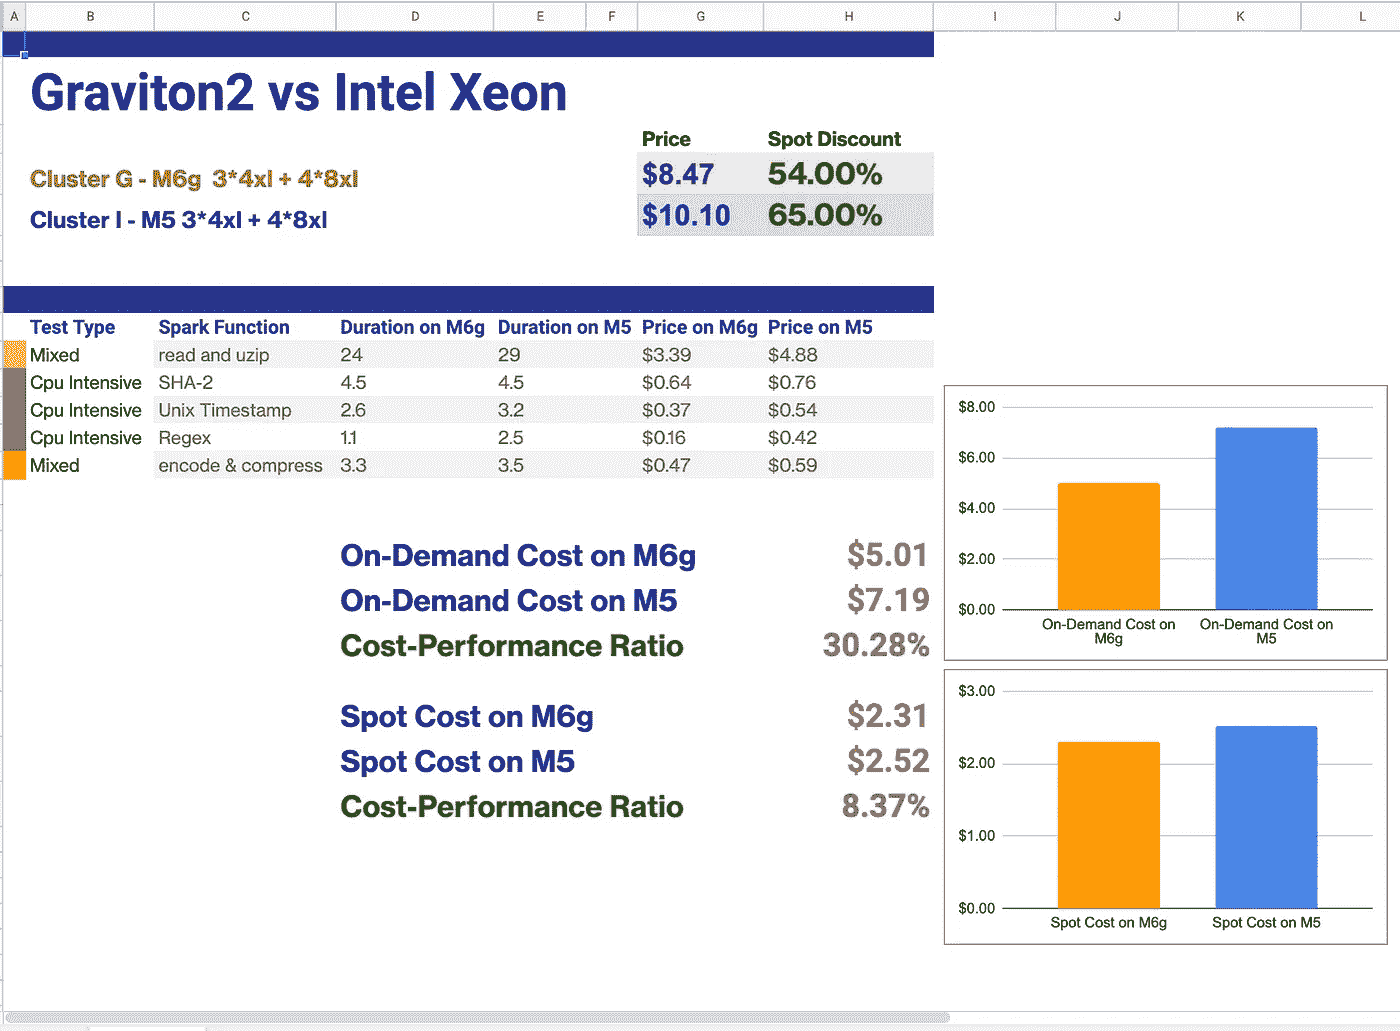 A B C D E F G H I J K L
Graviton2 vs Intel Xeon
Price Spot Discount
Cluster G - M6g 3*4xl + 4*8xl $8.47 54.00%
Cluster I - M5 3*4xl + 4*8xl $10.10 65.00%
Test Type Spark Function Duration on M6g Duration on M5 Price on M6g Price on M5
Mixed read and uzip 24 29 $3.39 $4.88
Cpu Intensive SHA-2 4.5 4.5 $0.64 $0.76
Cpu Intensive Unix Timestamp 2.6 3.2 $0.37 $0.54
Cpu Intensive Regex 1.1 2.5 $0.16 $0.42
Mixed encode & compress 3.3 3.5 $0.47 $0.59
On-Demand Cost on M6g $5.01
On-Demand Cost on M5 $7.19
Cost-Performance Ratio 30.28%
Spot Cost on M6g $2.31
Spot Cost on M5 $2.52
Cost-Performance Ratio 8.37%
$8.00
$6.00
$4.00
$2.00
$0.00
On-Demand Cost on On-Demand Cost on
M6g M5
$3.00
$2.00
$1.00
$0.00
Spot Cost on M6g Spot Cost on M5